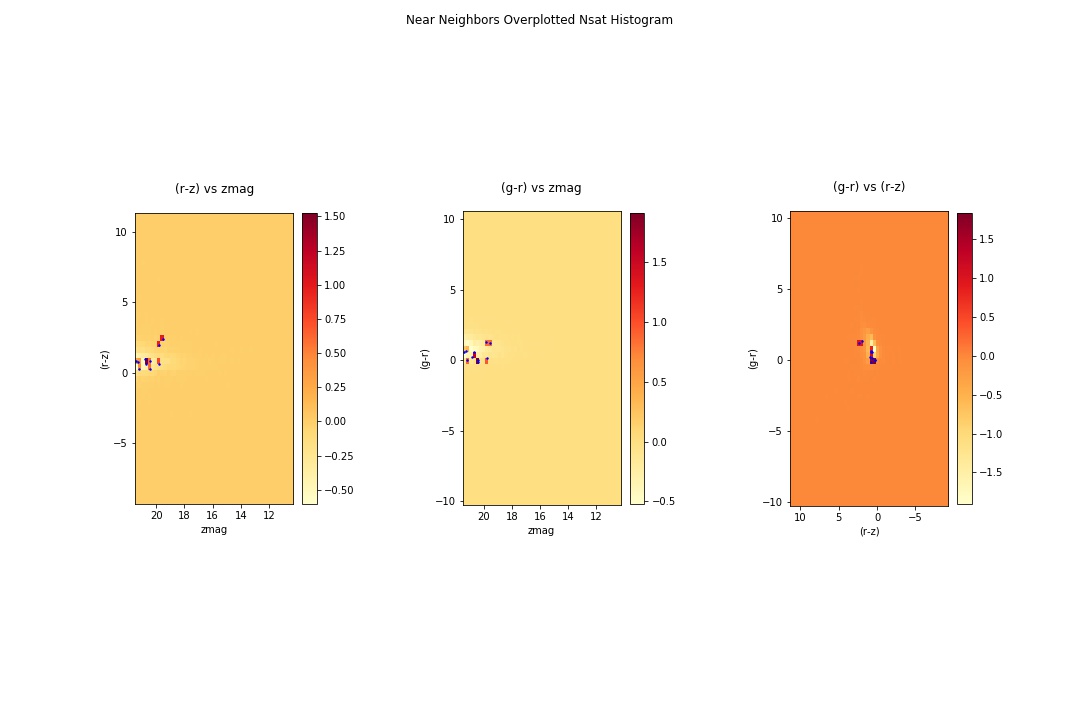 Near Neighbors Overplotted Nsat Histogram
(r-z) vs zmag
10
5
0
−5
(r-z)
20 18 16 14 12
zmag
1.50
1.25
1.00
0.75
0.50
0.25
0.00
−0.25
−0.50
(g-r) vs zmag
10
5
0
−5
−10
(g-r)
20 18 16 14 12
zmag
1.5
1.0
0.5
0.0
−0.5
(g-r) vs (r-z)
10
5
0
−5
−10
(g-r)
10 5 0 −5
(r-z)
1.5
1.0
0.5
0.0
−0.5
−1.0
−1.5